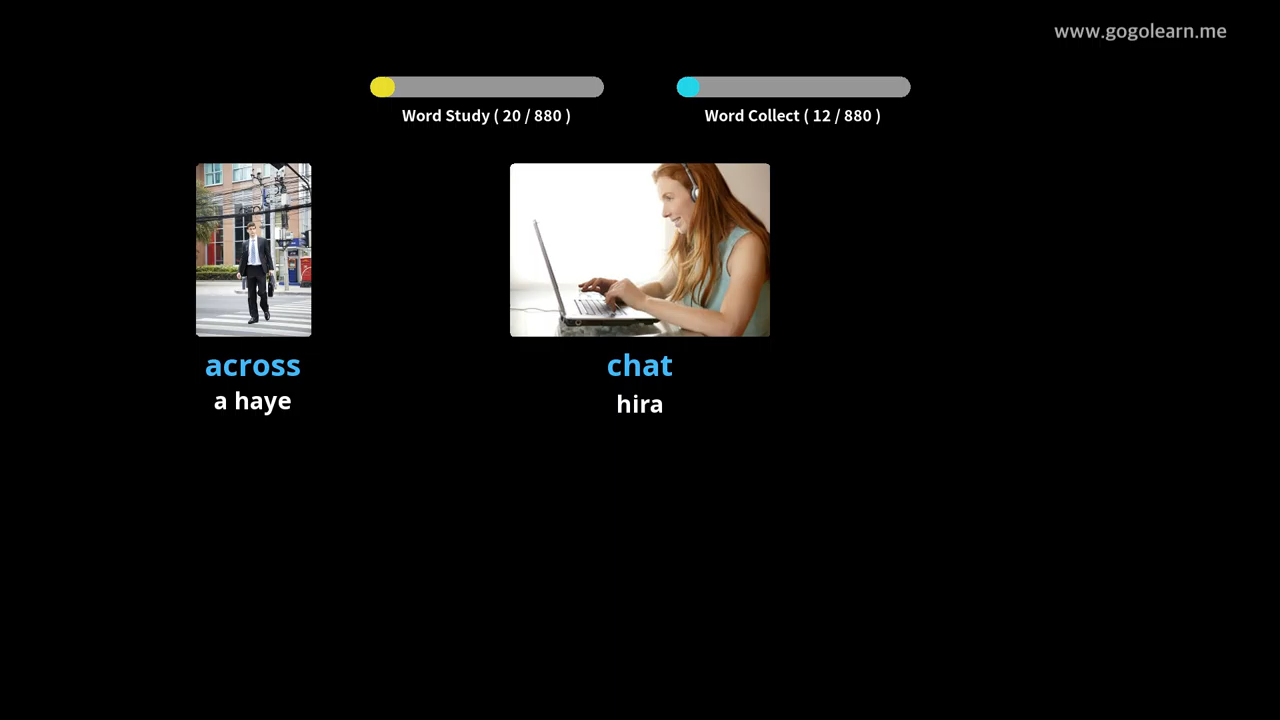 www.gogolearn.me
Word Study ( 20 / 880 )
Word Collect ( 12 / 880 )
across
a haye
chat
hira